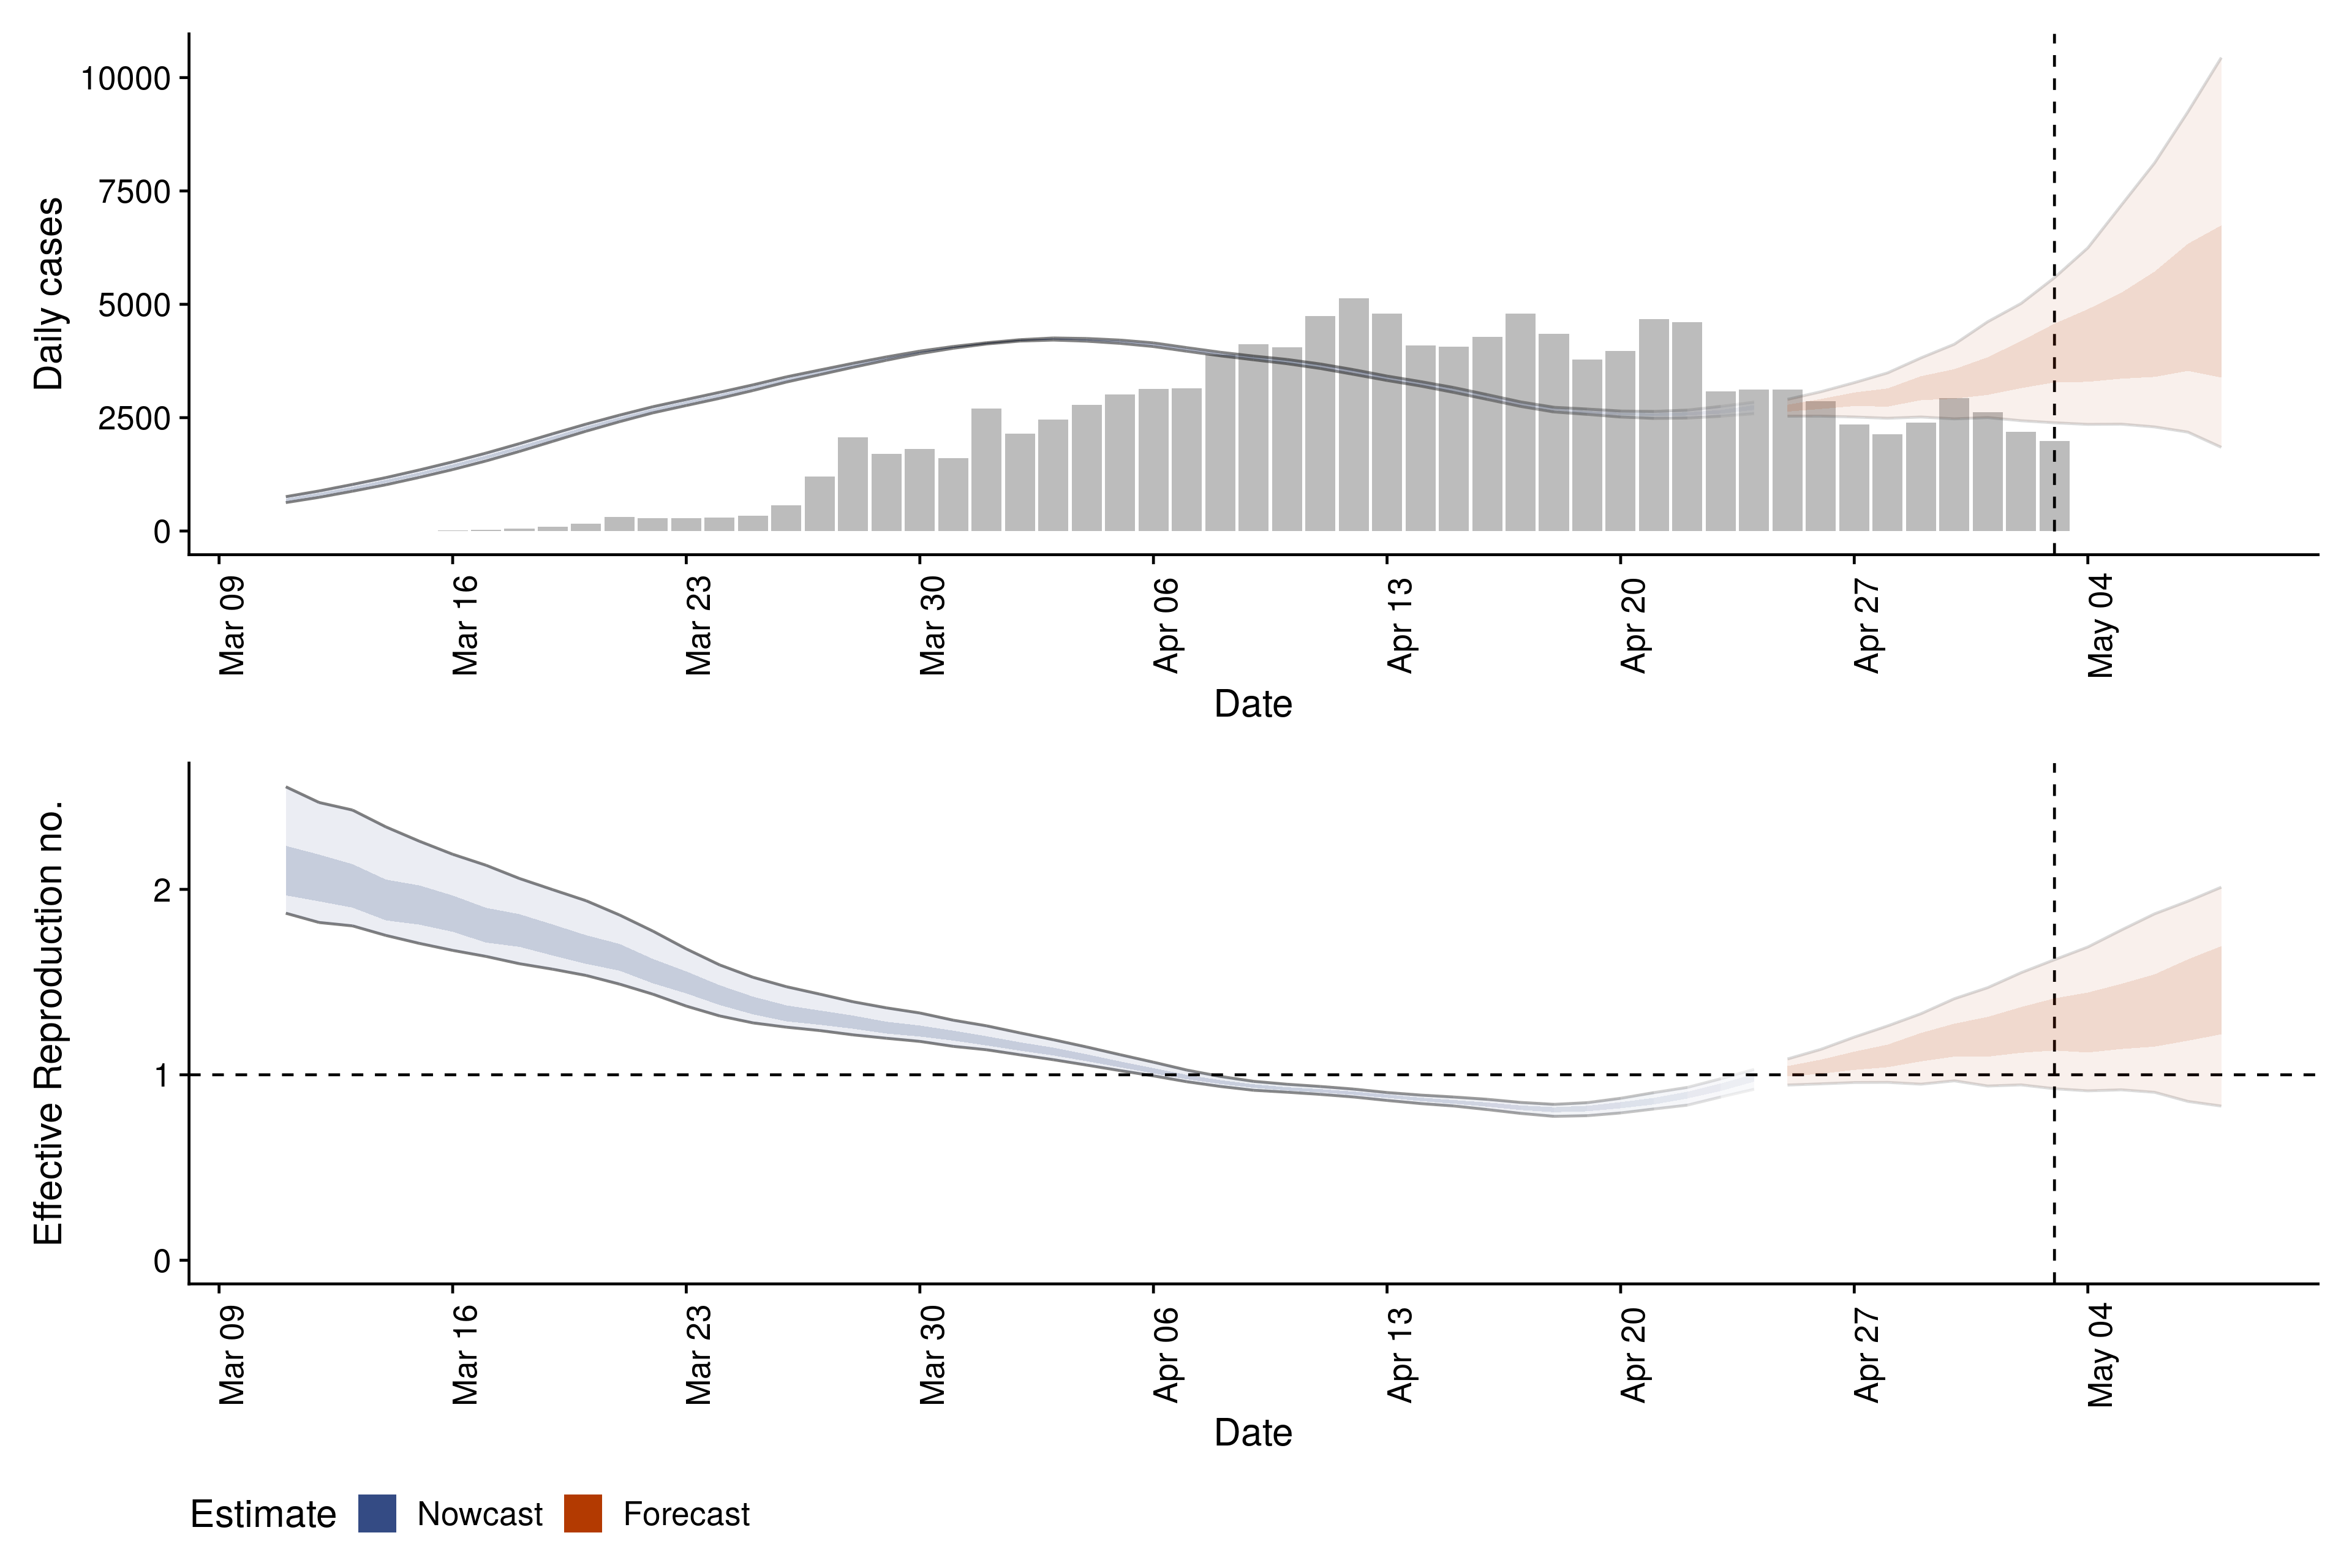 Daily cases
10000
7500
5000
2500
0
Mar 09
Mar 16
Mar 23
Mar 30
Apr 06
Apr 13
Apr 20
Apr 27
May 04
Date
Effective Reproduction no.
2
1
0
Mar 09
Mar 16
Mar 23
Mar 30
Apr 06
Apr 13
Apr 20
Apr 27
May 04
Date
Estimate Nowcast Forecast